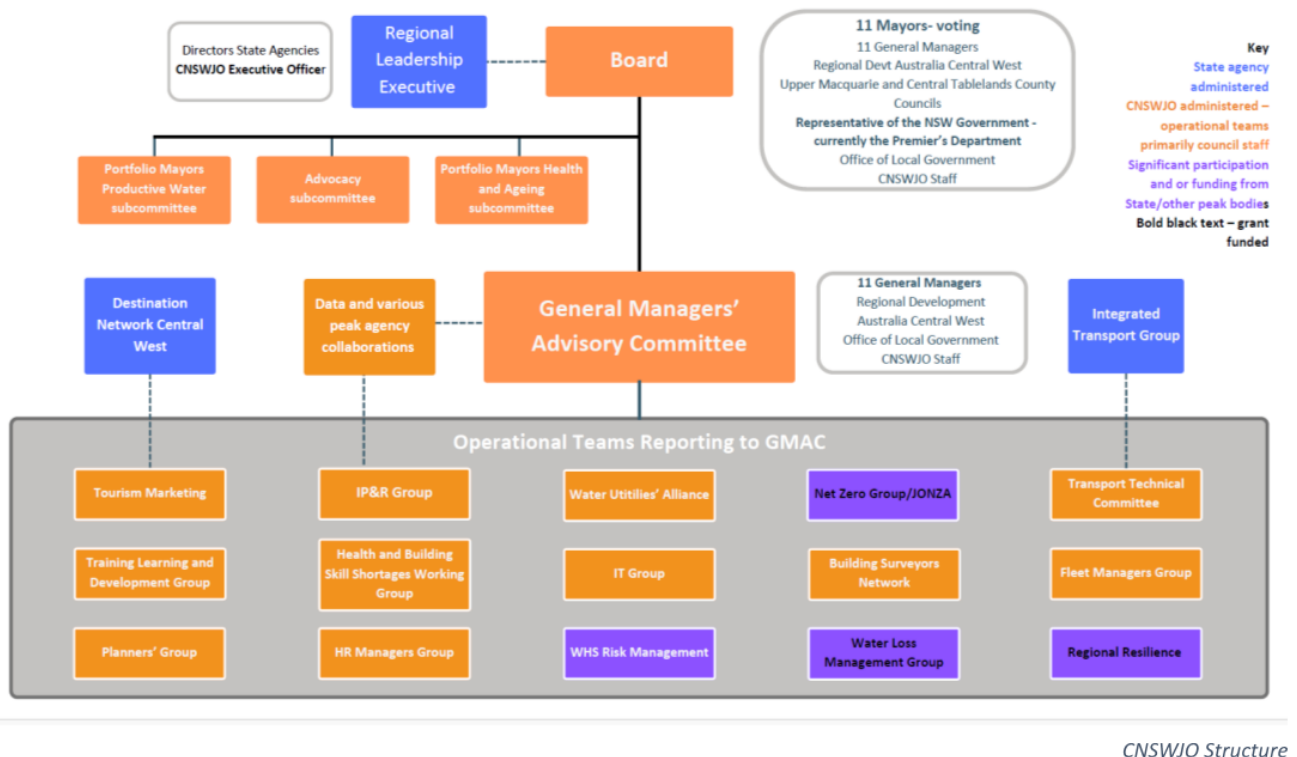 Directors State Agencies
CNSWJO Executive Officer
Regional
Leadership
Executive
Board
11 Mayors- voting
11 General Managers
Regional Devt Australia Central West
Upper Macquarie and Central Tablelands County
Councils
Representative of the NSW Government -
currently the Premier's Department
Office of Local Government
CNSWJO Staff
Key
State agency
administered
CNSWJO administered –
operational teams
primarily council staff
Significant participation
and or funding from
State/other peak bodies
Bold black text – grant
funded
Portfolio Mayors
Productive Water
subcommittee
Advocacy
subcommittee
Portfolio Mayors Health
and Ageing
subcommittee
Destination
Network Central
West
Data and various
peak agency
collaborations
General Managers'
Advisory Committee
11 General Managers
Regional Development
Australia Central West
Office of Local Government
CNSWJO Staff
Integrated
Transport Group
Operational Teams Reporting to GMAC
Tourism Marketing
IP&R Group
Water Utitilies' Alliance
Net Zero Group/JONZA
Transport Technical
Committee
Training Learning and
Development Group
Health and Building
Skill Shortages Working
Group
IT Group
Building Surveyors
Network
Fleet Managers Group
Planners' Group
HR Managers Group
WHS Risk Management
Water Loss
Management Group
Regional Resilience
CNSWJO Structure